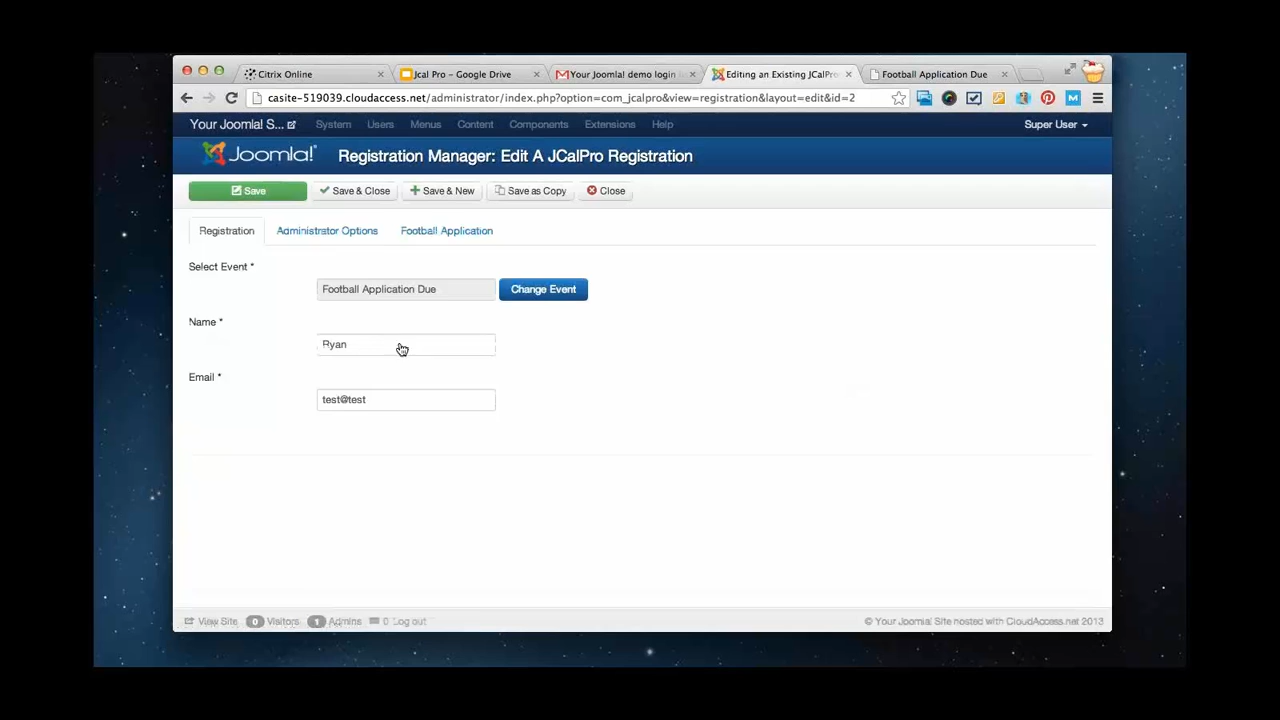 Citrix Online
Jcal Pro – Google Drive
Your Joomla! demo login
Editing an Existing JCalPro
Football Application Due
casite-519039.cloudaccess.net/administrator/index.php?option=com_jcalpro&view=registration&layout=edit&id=2
Your Joomla! S... System Users Menus Content Components Extensions Help Super User
Joomla! Registration Manager: Edit A JCalPro Registration
Save Save & Close Save & New Save as Copy Close
Registration Administrator Options Football Application
Select Event *
Football Application Due Change Event
Name *
Ryan
Email *
test@test
View Site 0 Visitors 1 Admins 0 Log out © Your Joomla! Site hosted with CloudAccess.net 2013